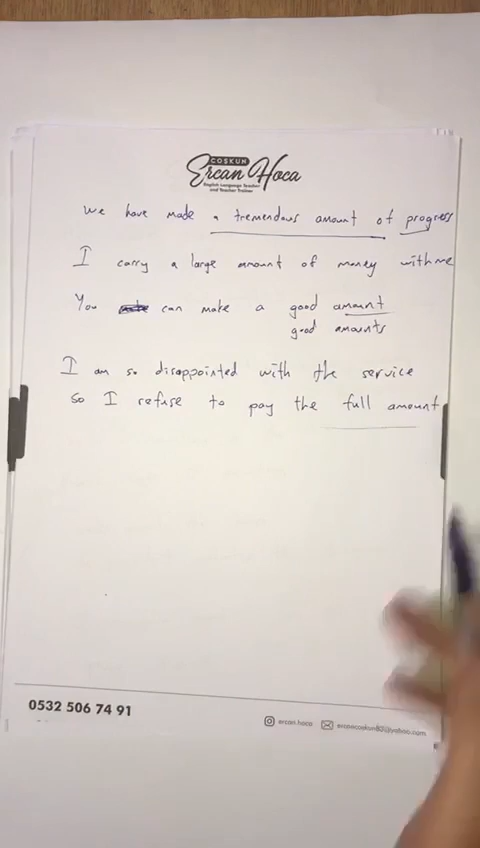 COSKUN
Ercan Hoca
English Language Teacher
and Teacher Trainer
We have made a tremendous amount of progress
I carry a large amount of money with me
You can make a good amount
good amounts
I am so disappointed with the service
so I refuse to pay the full amount
0532 506 74 91
ercan.hoca